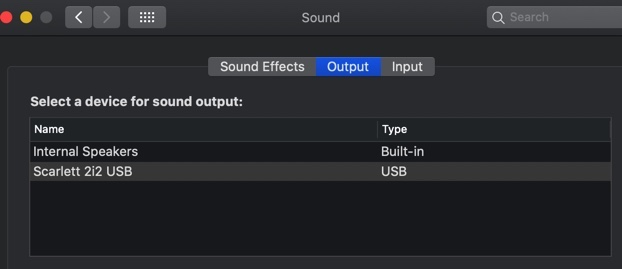 Sound
Search
Sound Effects Output Input
Select a device for sound output:
Name Type
Internal Speakers Built-in
Scarlett 2i2 USB USB